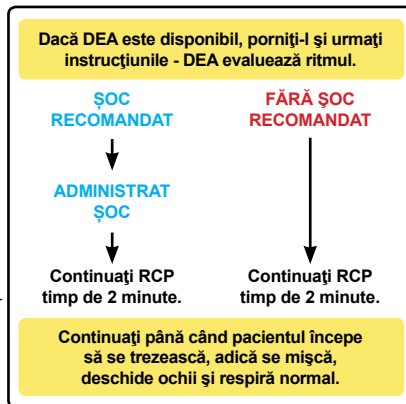 Dacă DEA este disponibil, porniţi-l şi urmaţi
instrucţiunile - DEA evaluează ritmul.
ŞOC
RECOMANDAT
FĂRĂ ŞOC
RECOMANDAT
ADMINISTRAT
ŞOC
Continuaţi RCP
timp de 2 minute.
Continuaţi RCP
timp de 2 minute.
Continuaţi până când pacientul începe
să se trezească, adică se mişcă,
deschide ochii şi respiră normal.